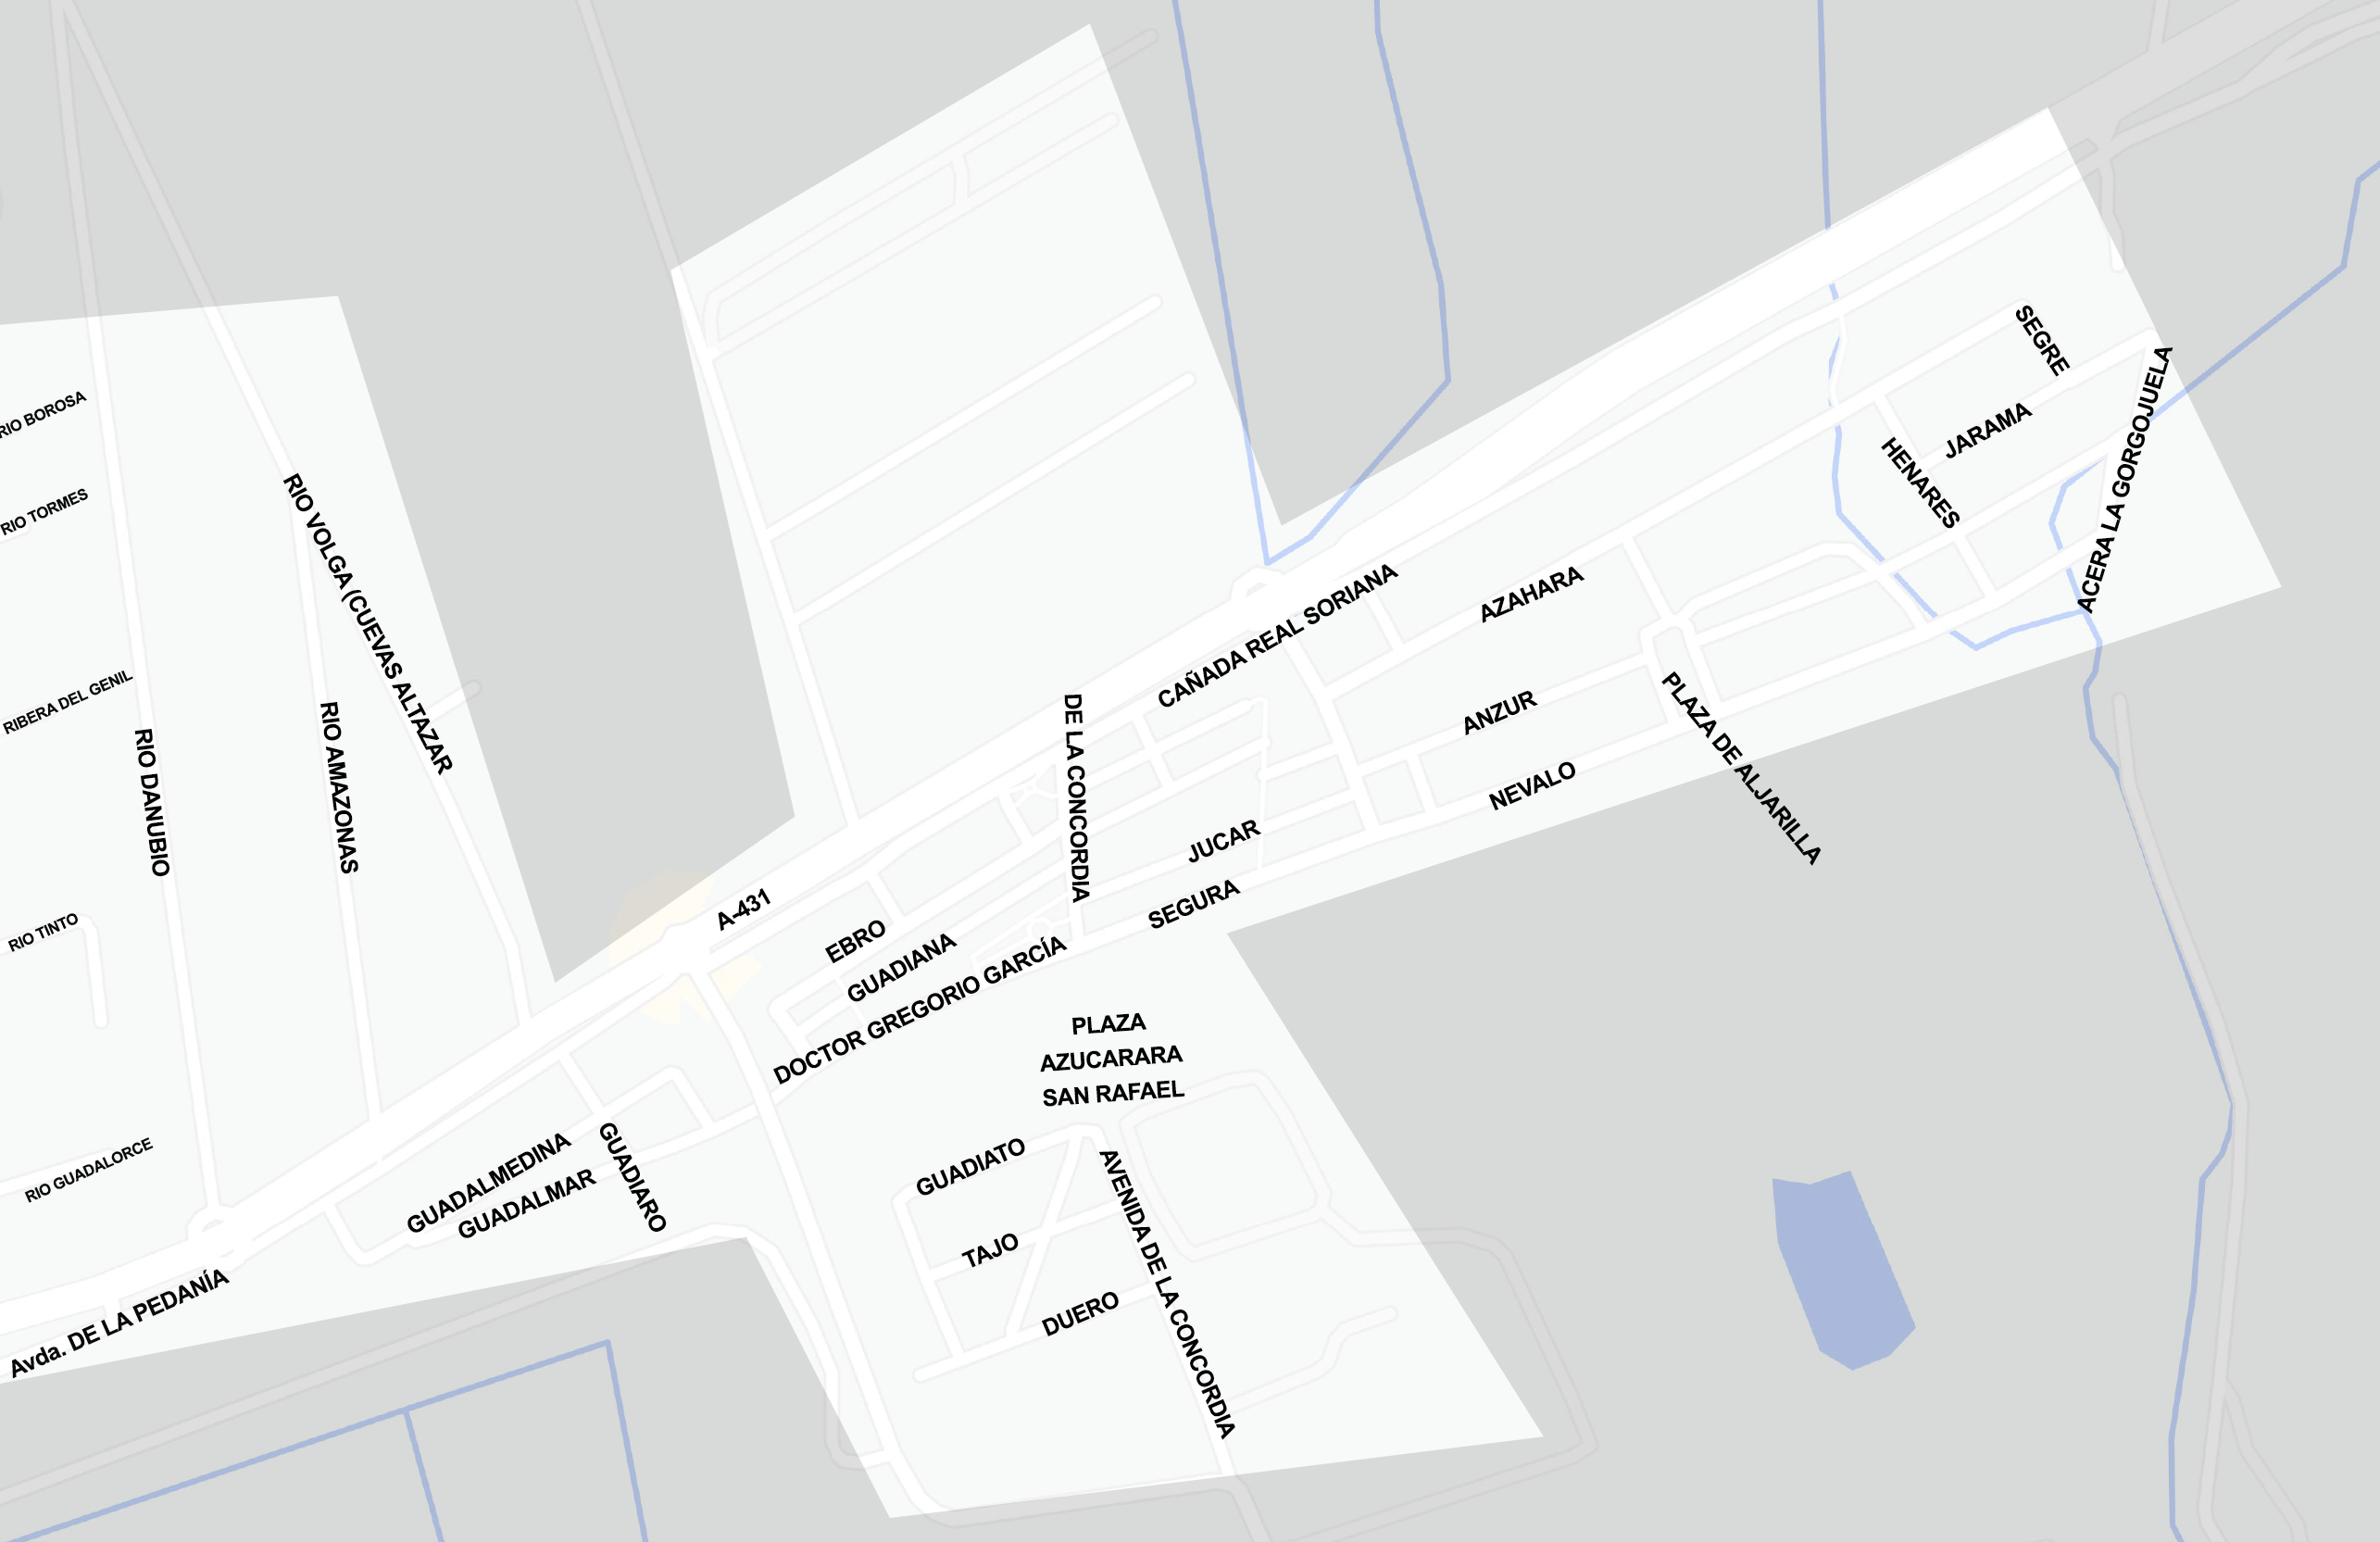 RIO BOROSA
RIO TORMES
RIBERA DEL GENIL
RIO TINTO
RIO GUADALORCE
RIO DANUBIO
RIO AMAZONAS
RIO VOLGA (CUEVAS ALTAZAR
Avda. DE LA PEDANÍA
GUADALMEDINA
GUADALMAR
GUADIARO
A-431
EBRO
GUADIANA
DOCTOR GREGORIO GARCÍA
DE LA CONCORDIA
CAÑADA REAL SORIANA
JUCAR
SEGURA
AZAHARA
ANZUR
NEVALO
PLAZA DE ALJARILLA
SEGRE
JARAMA
HENARES
ACERA LA GORGOJUELA
PLAZA
AZUCARARA
SAN RAFAEL
GUADIATO
TAJO
DUERO
AVENIDA DE LA CONCORDIA